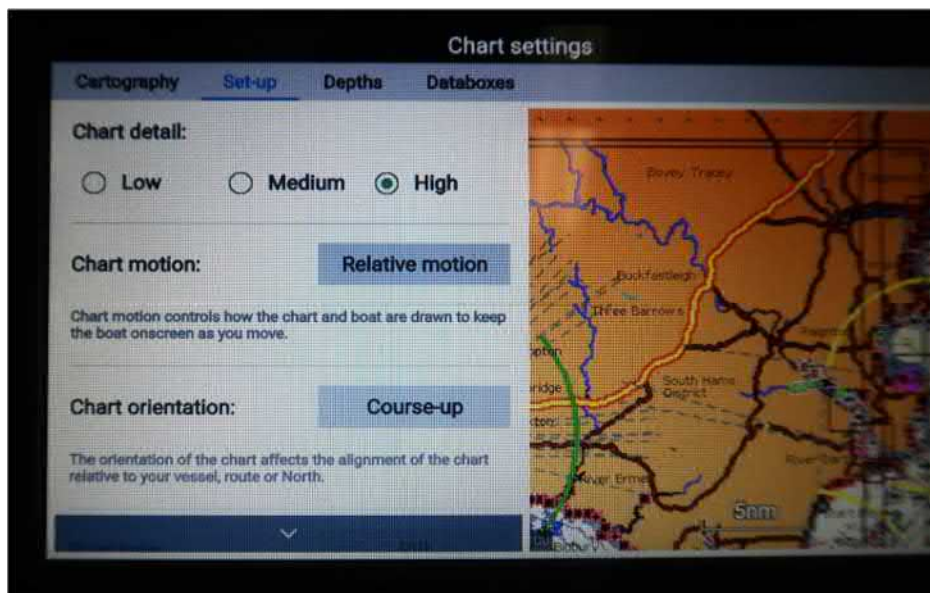 Chart settings
Cartography Set-up Depths Databoxes
Chart detail:
Low Medium High
Chart motion: Relative motion
Chart motion controls how the chart and boat are drawn to keep
the boat onscreen as you move.
Chart orientation: Course-up
The orientation of the chart affects the alignment of the chart
relative to your vessel, route or North.
Bovey Tracey
Buckfastleigh
Three Barrows
South Hams
District
River Erme
5nm